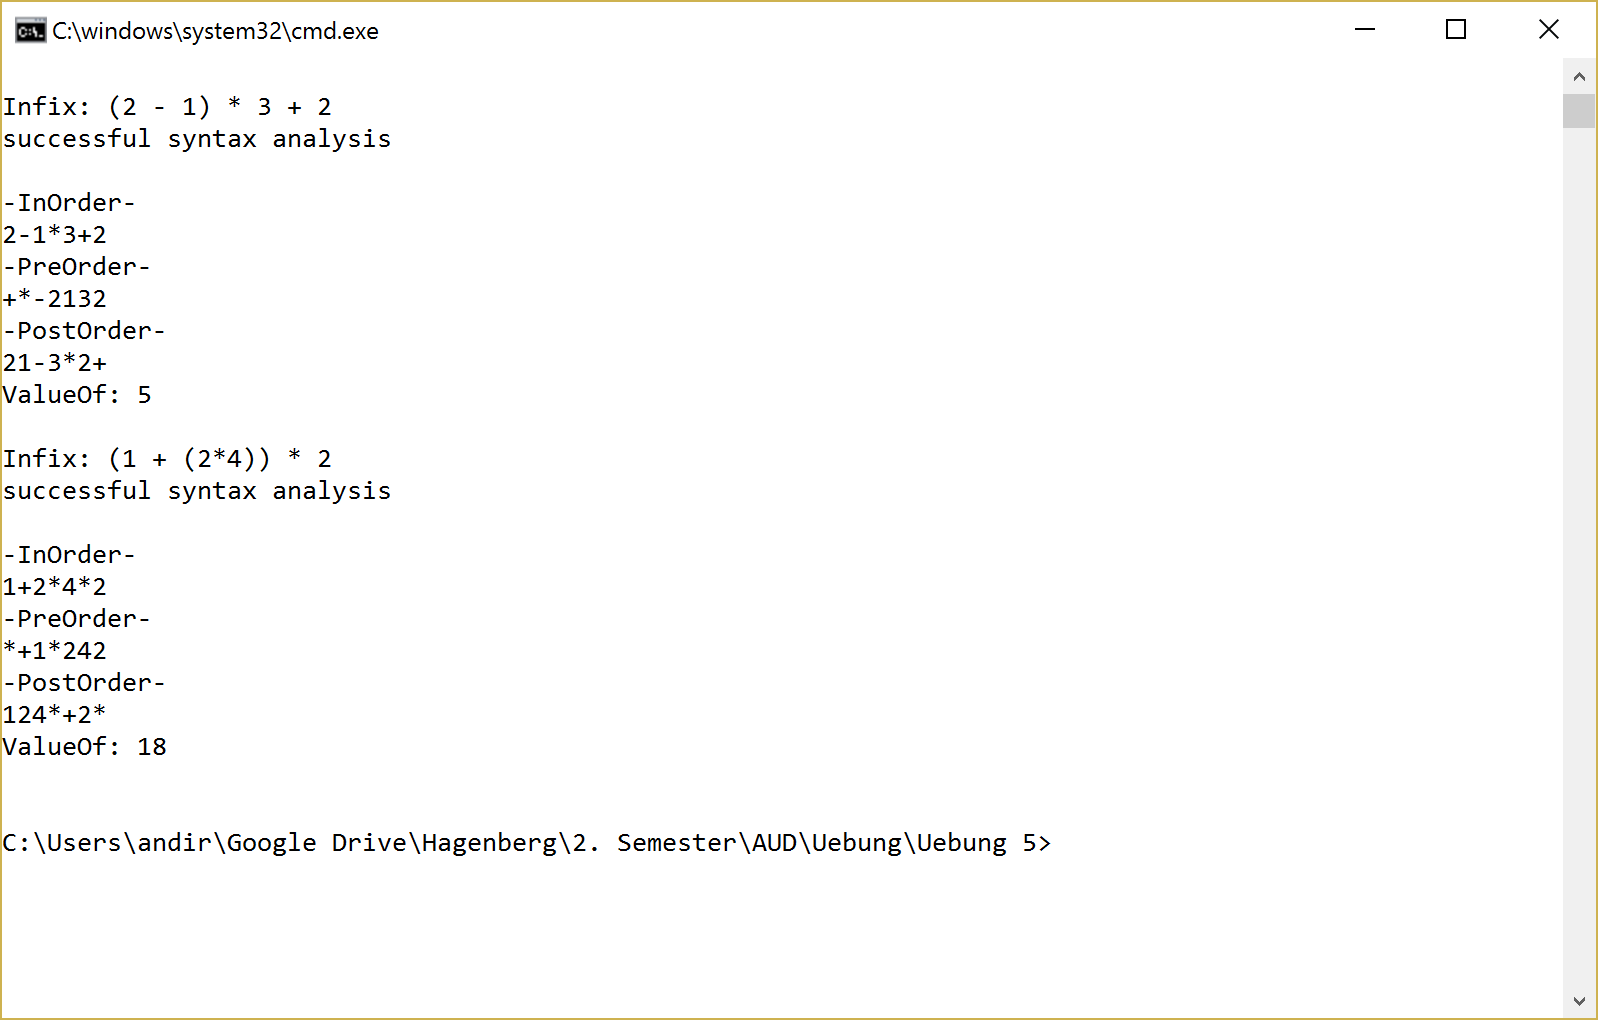 C:\windows\system32\cmd.exe
Infix: (2 - 1) * 3 + 2
successful syntax analysis
-InOrder-
2-1*3+2
-PreOrder-
+*-2132
-PostOrder-
21-3*2+
ValueOf: 5
Infix: (1 + (2*4)) * 2
successful syntax analysis
-InOrder-
1+2*4*2
-PreOrder-
*+1*242
-PostOrder-
124*+2*
ValueOf: 18
C:\Users\andir\Google Drive\Hagenberg\2. Semester\AUD\Uebung\Uebung 5>